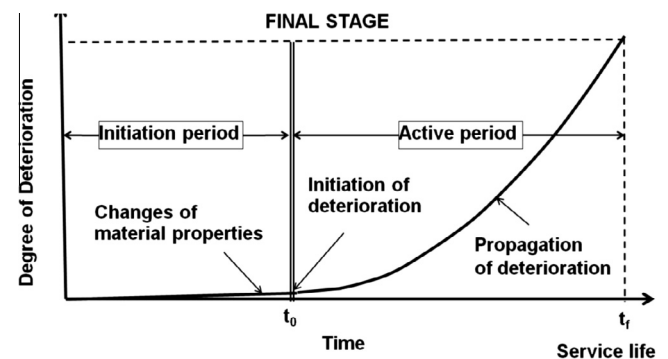 FINAL STAGE
Degree of Deterioration
Initiation period
Active period
Initiation of
deterioration
Changes of
material properties
Propagation
of deterioration
t0
tf
Time
Service life